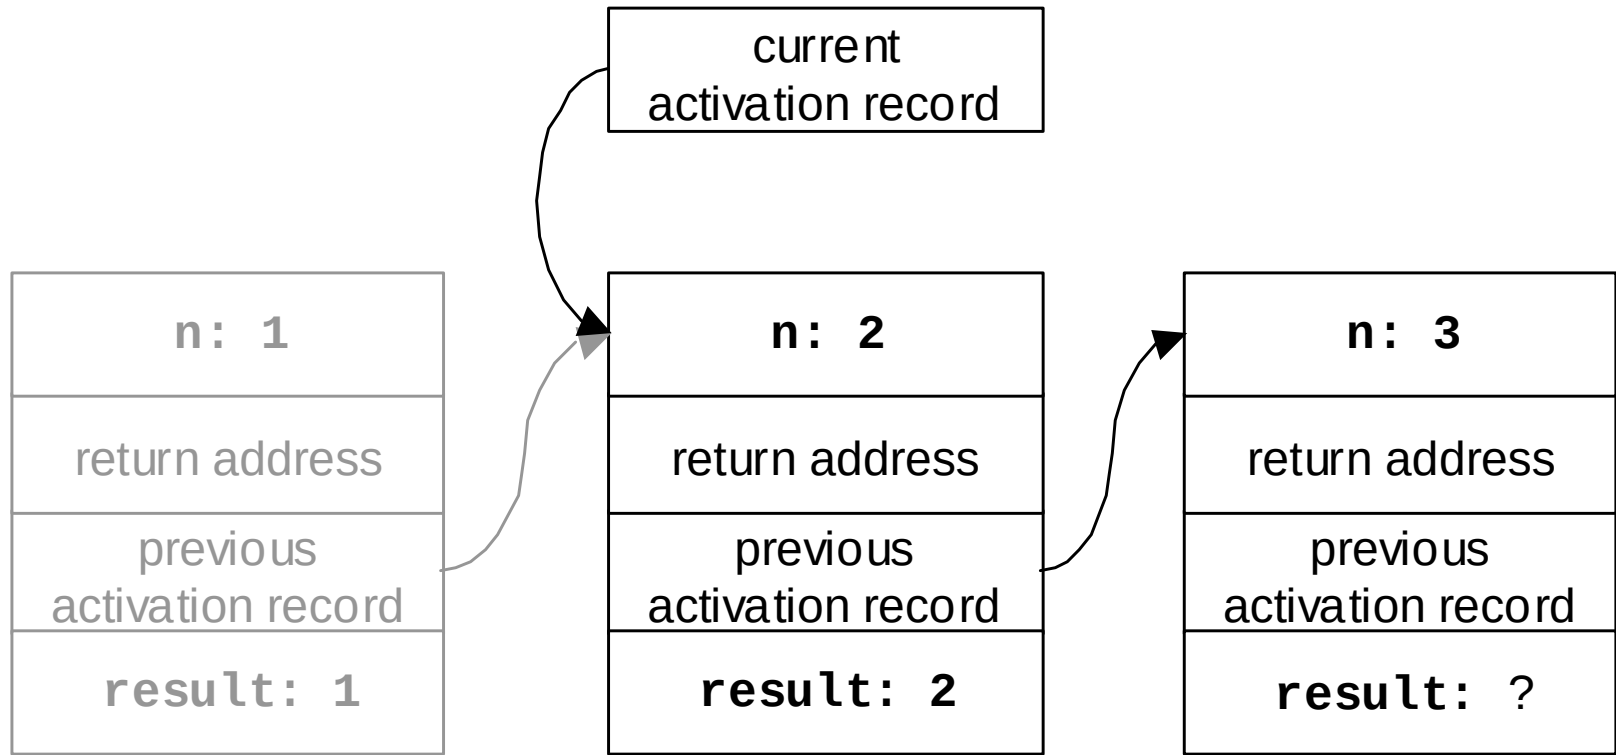 current
activation record
n: 1
return address
previous
activation record
result: 1
n: 2
return address
previous
activation record
result: 2
n: 3
return address
previous
activation record
result: ?